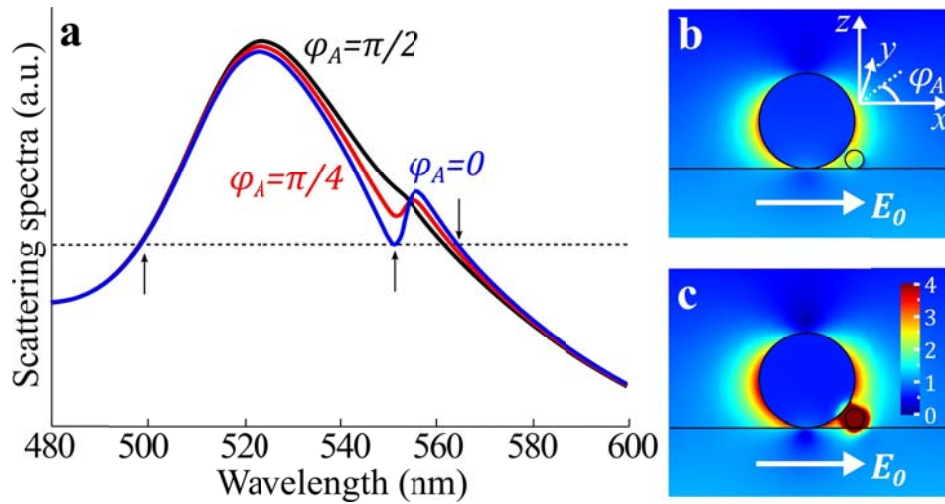 a
φA=π/2
φA=π/4
φA=0
Scattering spectra (a.u.)
480 500 520 540 560 580 600
Wavelength (nm)
b
z
y
φA
x
E0
c
4
3
2
1
0
E0